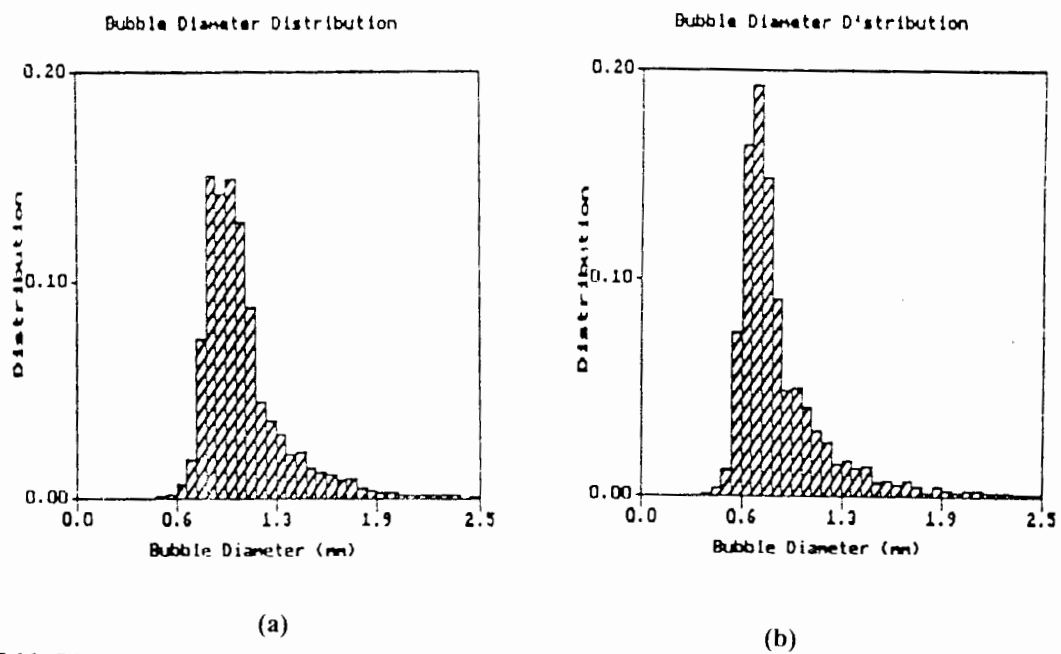 Bubble Diameter Distribution
0.20
0.10
0.00
Distribution
0.0 0.6 1.3 1.9 2.5
Bubble Diameter (mm)
(a)
Bubble Diameter D'stribution
0.20
0.10
0.00
Distribution
0.0 0.6 1.3 1.9 2.5
Bubble Diameter (mm)
(b)